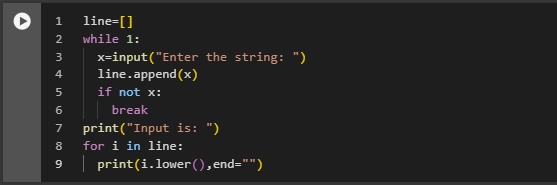 1 line=[]
2 while 1:
3   x=input("Enter the string: ")
4   line.append(x)
5   if not x:
6     break
7 print("Input is: ")
8 for i in line:
9   print(i.lower(),end="")